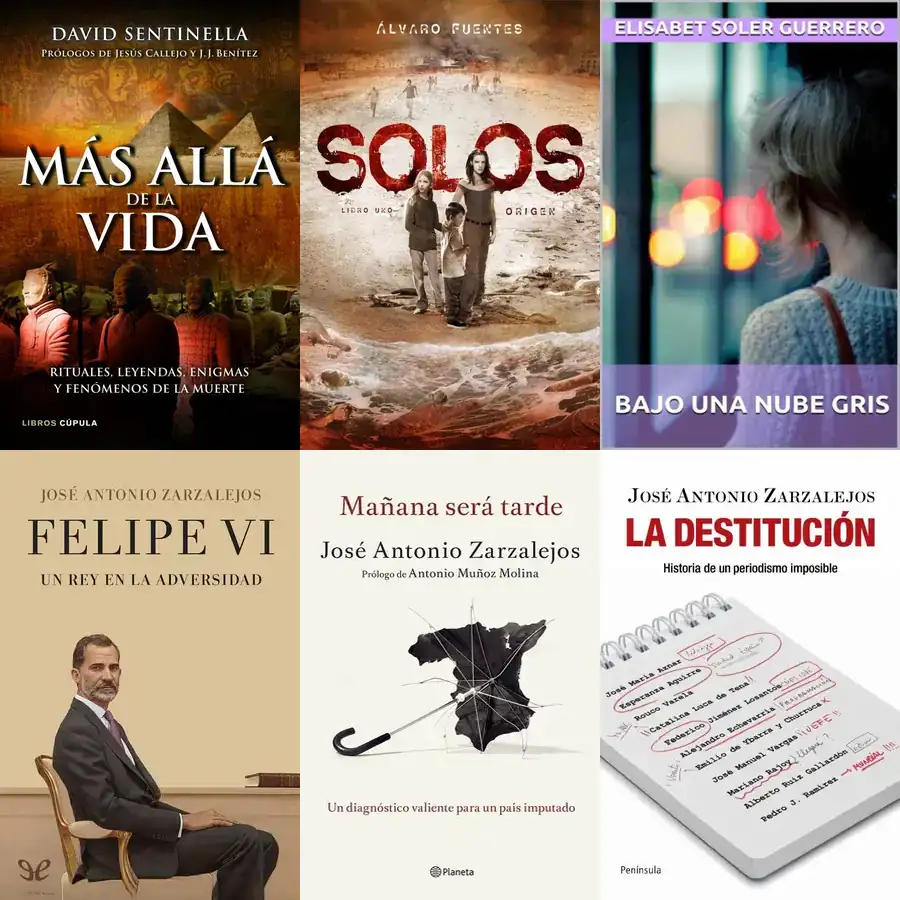 DAVID SENTINELLA
PRÓLOGOS DE JESÚS CALLEJO Y J.J. BENÍTEZ
MÁS ALLÁ
DE LA
VIDA
RITUALES, LEYENDAS, ENIGMAS
Y FENÓMENOS DE LA MUERTE
LIBROS CÚPULA
ÁLVARO FUENTES
SOLOS
LIBRO UNO
ORIGEN
ELISABET SOLER GUERRERO
BAJO UNA NUBE GRIS
JOSÉ ANTONIO ZARZALEJOS
FELIPE VI
UN REY EN LA ADVERSIDAD
Mañana será tarde
José Antonio Zarzalejos
Prólogo de Antonio Muñoz Molina
Un diagnóstico valiente para un país imputado
Planeta
JOSÉ ANTONIO ZARZALEJOS
LA DESTITUCIÓN
Historia de un periodismo imposible
José María Aznar
Esperanza Aguirre
Rouco Varela
Catalina Luca de Tena
Federico Jiménez Losantos
Alejandro Echevarría
Emilio de Ybarra y Churruca
José Manuel Vargas ¡¡JEFE!!
Mariano Rajoy
Alberto Ruiz Gallardón
Pedro J. Ramírez
Península